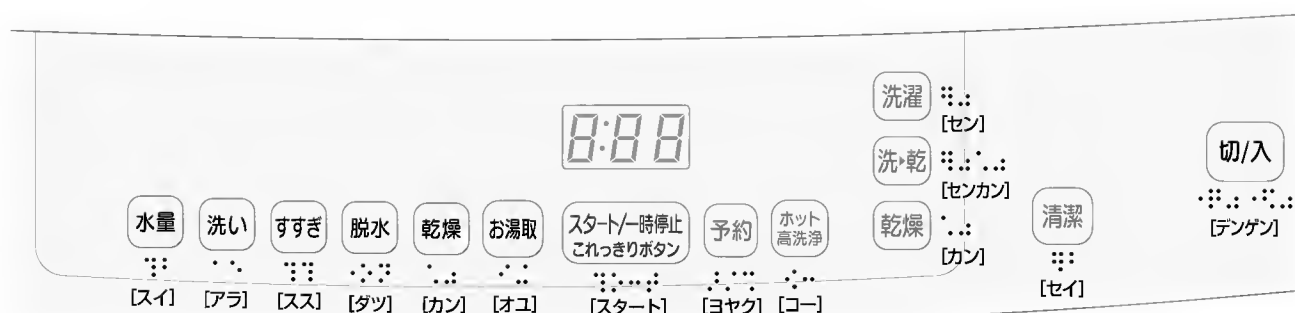 洗濯
[セン]
8:88
洗▸乾
[センカン]
切/入
[デンゲン]
水量
[スイ]
洗い
[アラ]
すすぎ
[スス]
脱水
[ダツ]
乾燥
[カン]
お湯取
[オユ]
スタート/一時停止
これっきりボタン
[スタート]
予約
[ヨヤク]
ホット
高洗浄
[コー]
乾燥
[カン]
清潔
[セイ]